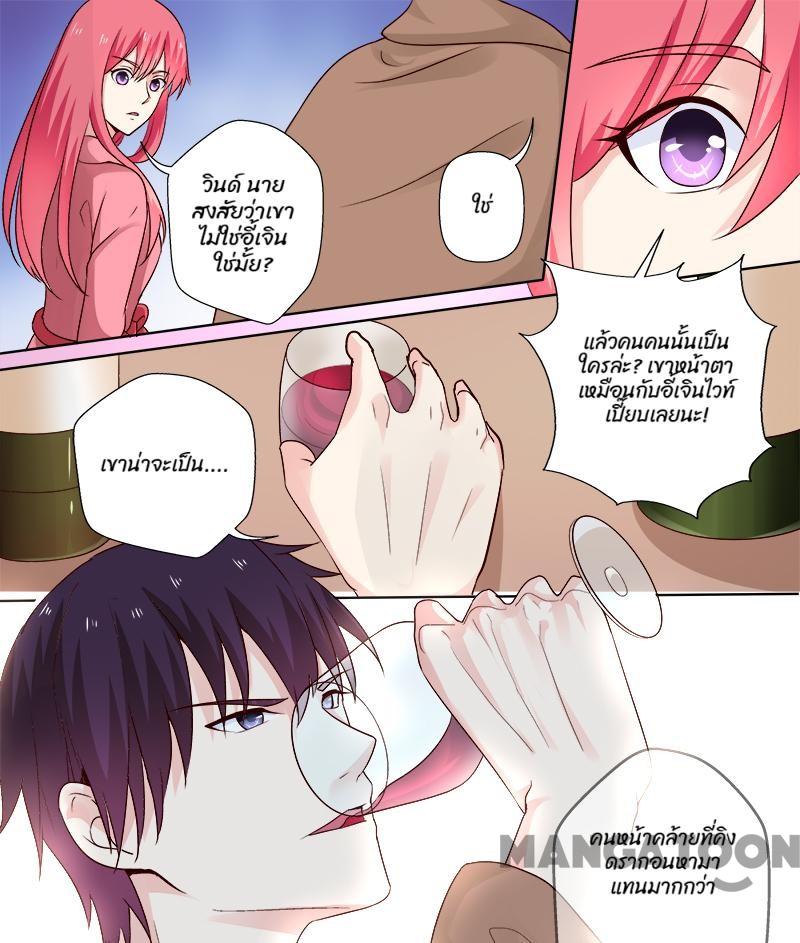 วินด์ นาย
สงสัยว่าเขา
ไม่ใช่อี้เจิน
ใช่มั้ย?
ใช่
แล้วคนคนนั้นเป็น
ใครล่ะ? เขาหน้าตา
เหมือนกับอี้เจินไวท์
เปี๊ยบเลยนะ!
เขาน่าจะเป็น....
คนหน้าคล้ายที่คิง
ดรากอนหามา
แทนมากกว่า
MANGATOON